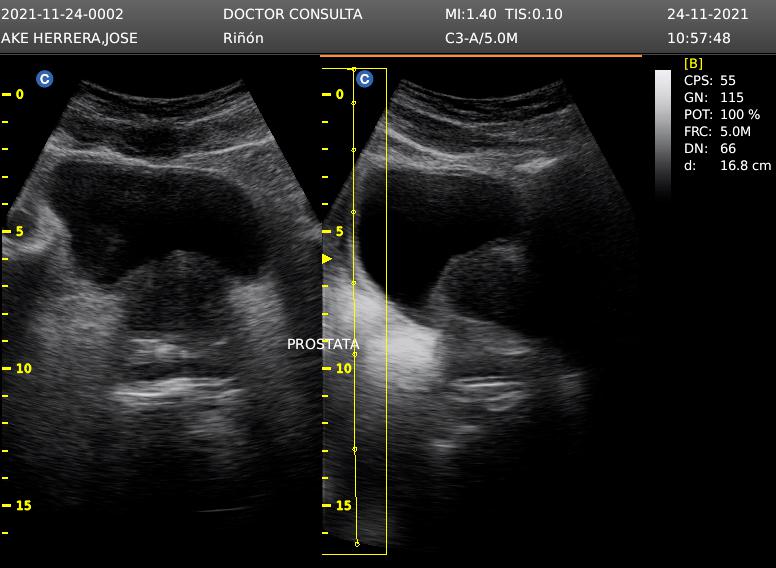 2021-11-24-0002 DOCTOR CONSULTA MI:1.40 TIS:0.10 24-11-2021
AKE HERRERA,JOSE Riñón C3-A/5.0M 10:57:48
[B]
CPS: 55
GN: 115
POT: 100 %
FRC: 5.0M
DN: 66
d: 16.8 cm
C C
0 0
5 5
PROSTATA
10 10
15 15